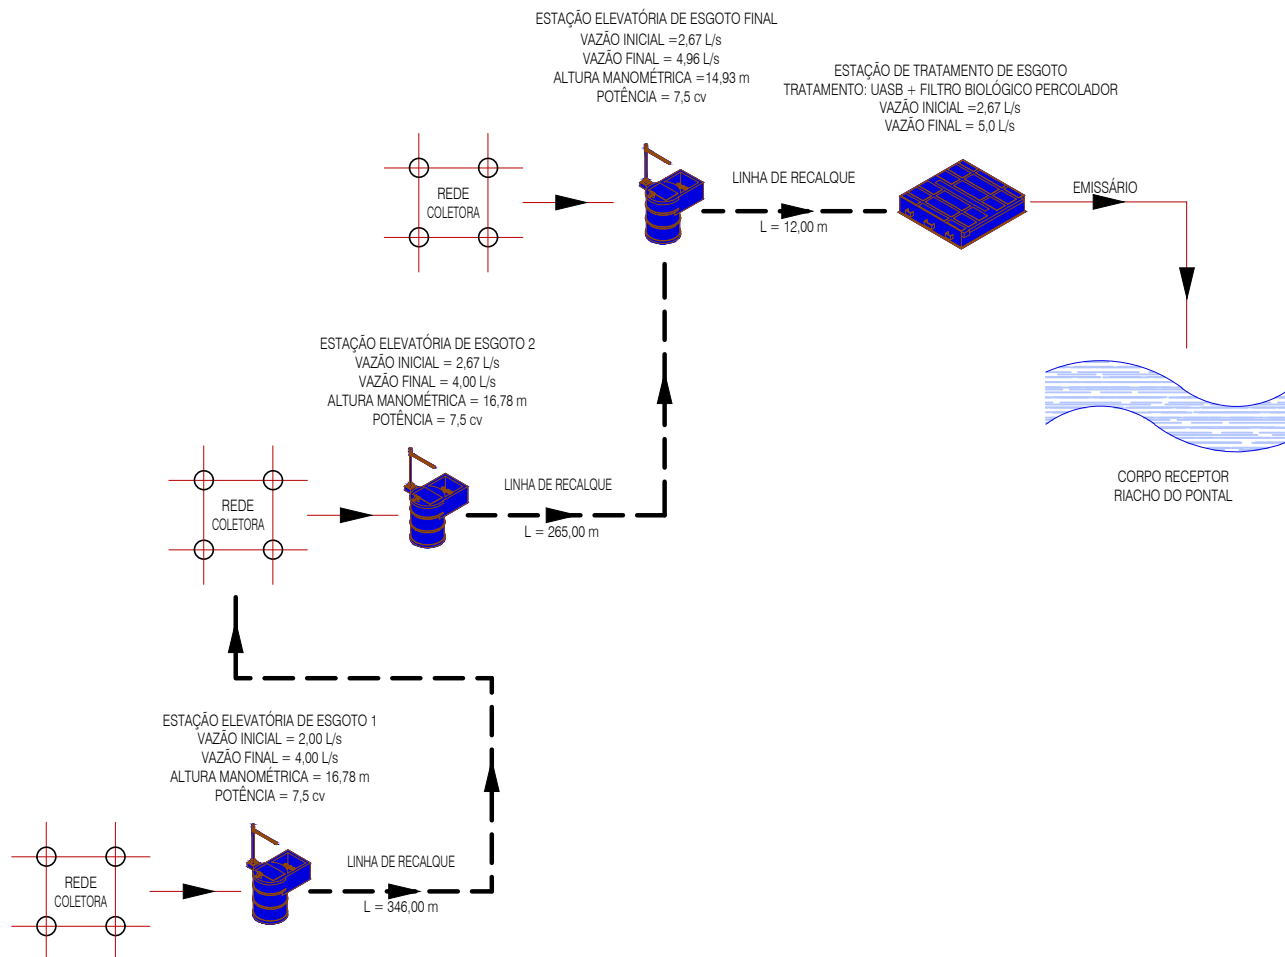 ESTAÇÃO ELEVATÓRIA DE ESGOTO FINAL
VAZÃO INICIAL =2,67 L/s
VAZÃO FINAL = 4,96 L/s
ALTURA MANOMÉTRICA =14,93 m
POTÊNCIA = 7,5 cv
ESTAÇÃO DE TRATAMENTO DE ESGOTO
TRATAMENTO: UASB + FILTRO BIOLÓGICO PERCOLADOR
VAZÃO INICIAL =2,67 L/s
VAZÃO FINAL = 5,0 L/s
REDE
COLETORA
LINHA DE RECALQUE
L = 12,00 m
EMISSÁRIO
ESTAÇÃO ELEVATÓRIA DE ESGOTO 2
VAZÃO INICIAL = 2,67 L/s
VAZÃO FINAL = 4,00 L/s
ALTURA MANOMÉTRICA = 16,78 m
POTÊNCIA = 7,5 cv
CORPO RECEPTOR
RIACHO DO PONTAL
REDE
COLETORA
LINHA DE RECALQUE
L = 265,00 m
ESTAÇÃO ELEVATÓRIA DE ESGOTO 1
VAZÃO INICIAL = 2,00 L/s
VAZÃO FINAL = 4,00 L/s
ALTURA MANOMÉTRICA = 16,78 m
POTÊNCIA = 7,5 cv
REDE
COLETORA
LINHA DE RECALQUE
L = 346,00 m